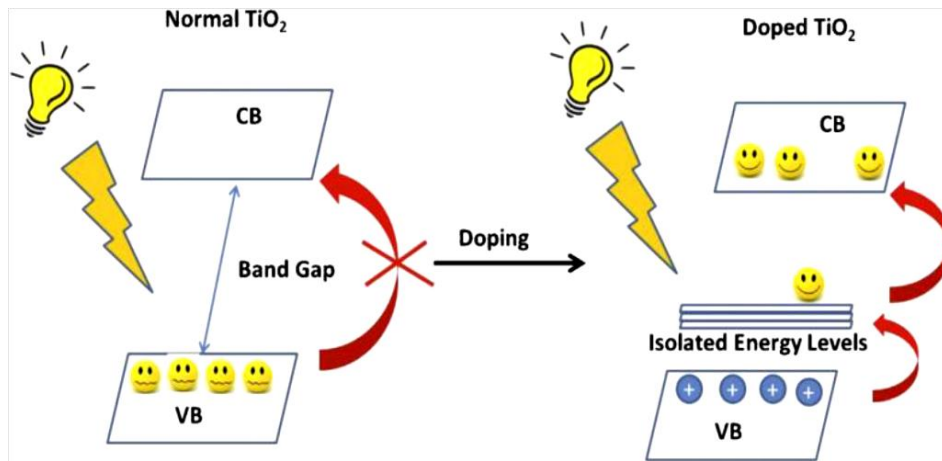 Normal TiO₂
CB
Band Gap
VB
Doping
Doped TiO₂
CB
Isolated Energy Levels
+ + + +
VB